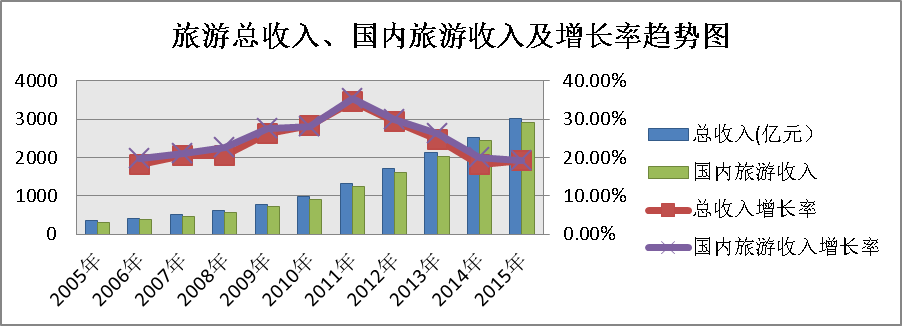 旅游总收入、国内旅游收入及增长率趋势图
4000
3000
2000
1000
0
40.00%
30.00%
20.00%
10.00%
0.00%
2005年
2006年
2007年
2008年
2009年
2010年
2011年
2012年
2013年
2014年
2015年
总收入(亿元）
国内旅游收入
总收入增长率
国内旅游收入增长率